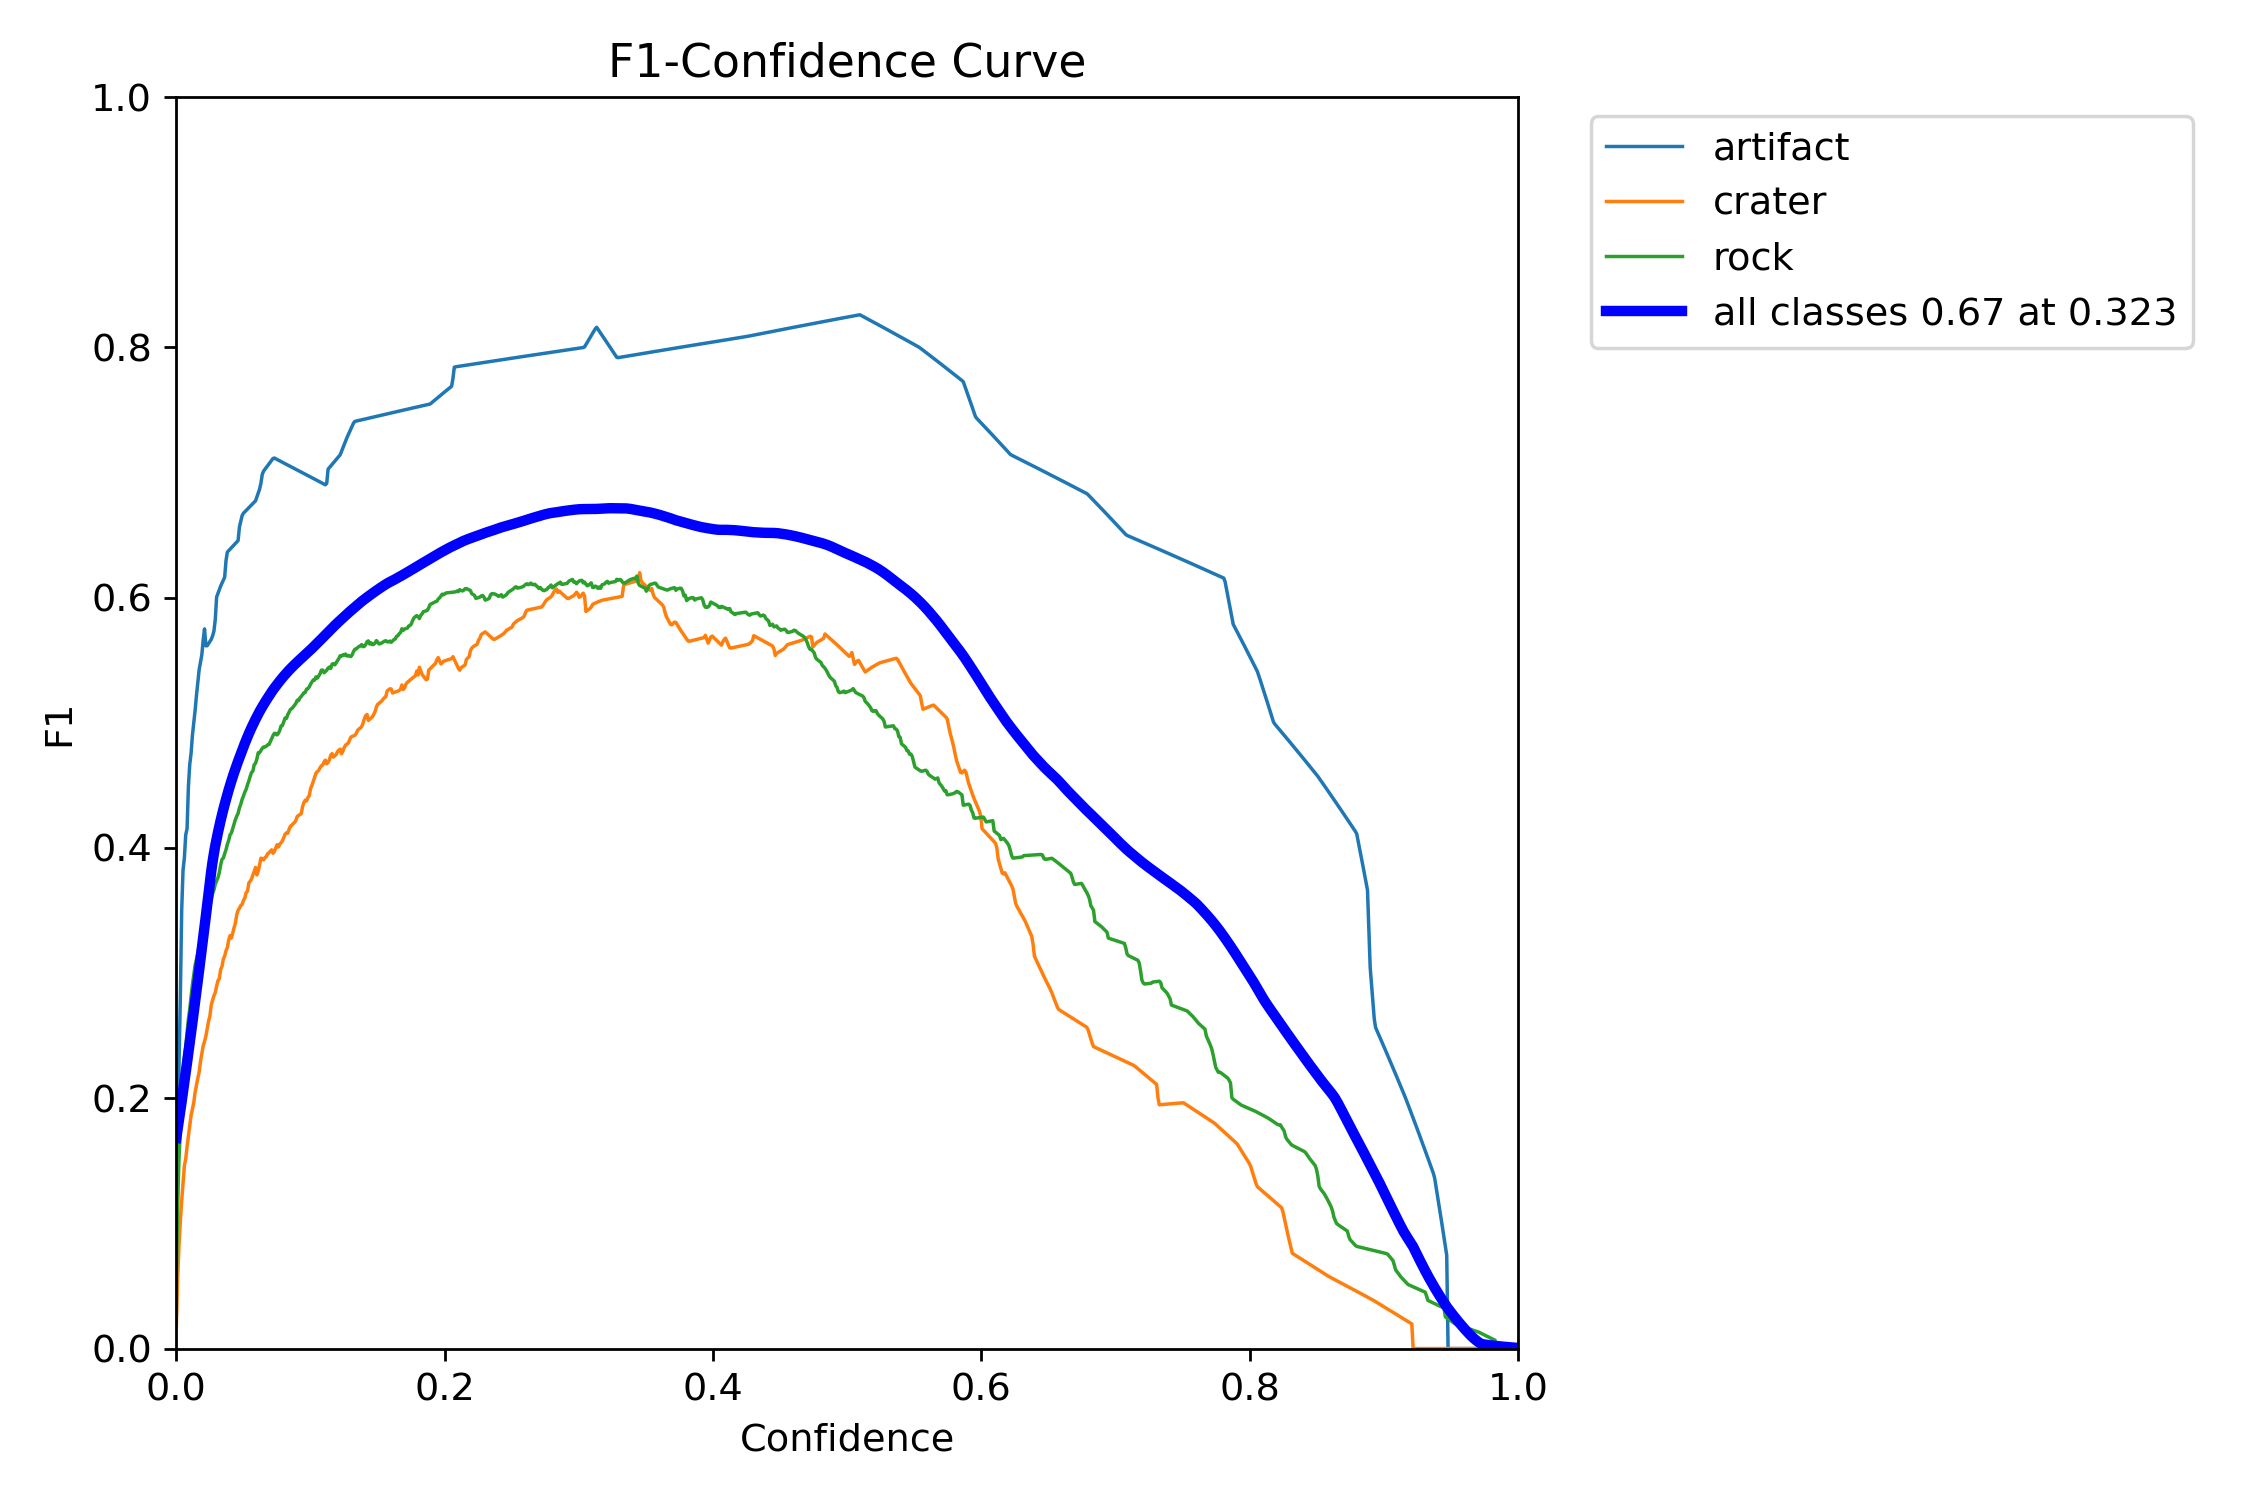 F1-Confidence Curve
1.0
0.8
0.6
0.4
0.2
0.0
F1
0.0 0.2 0.4 0.6 0.8 1.0
Confidence
artifact
crater
rock
all classes 0.67 at 0.323